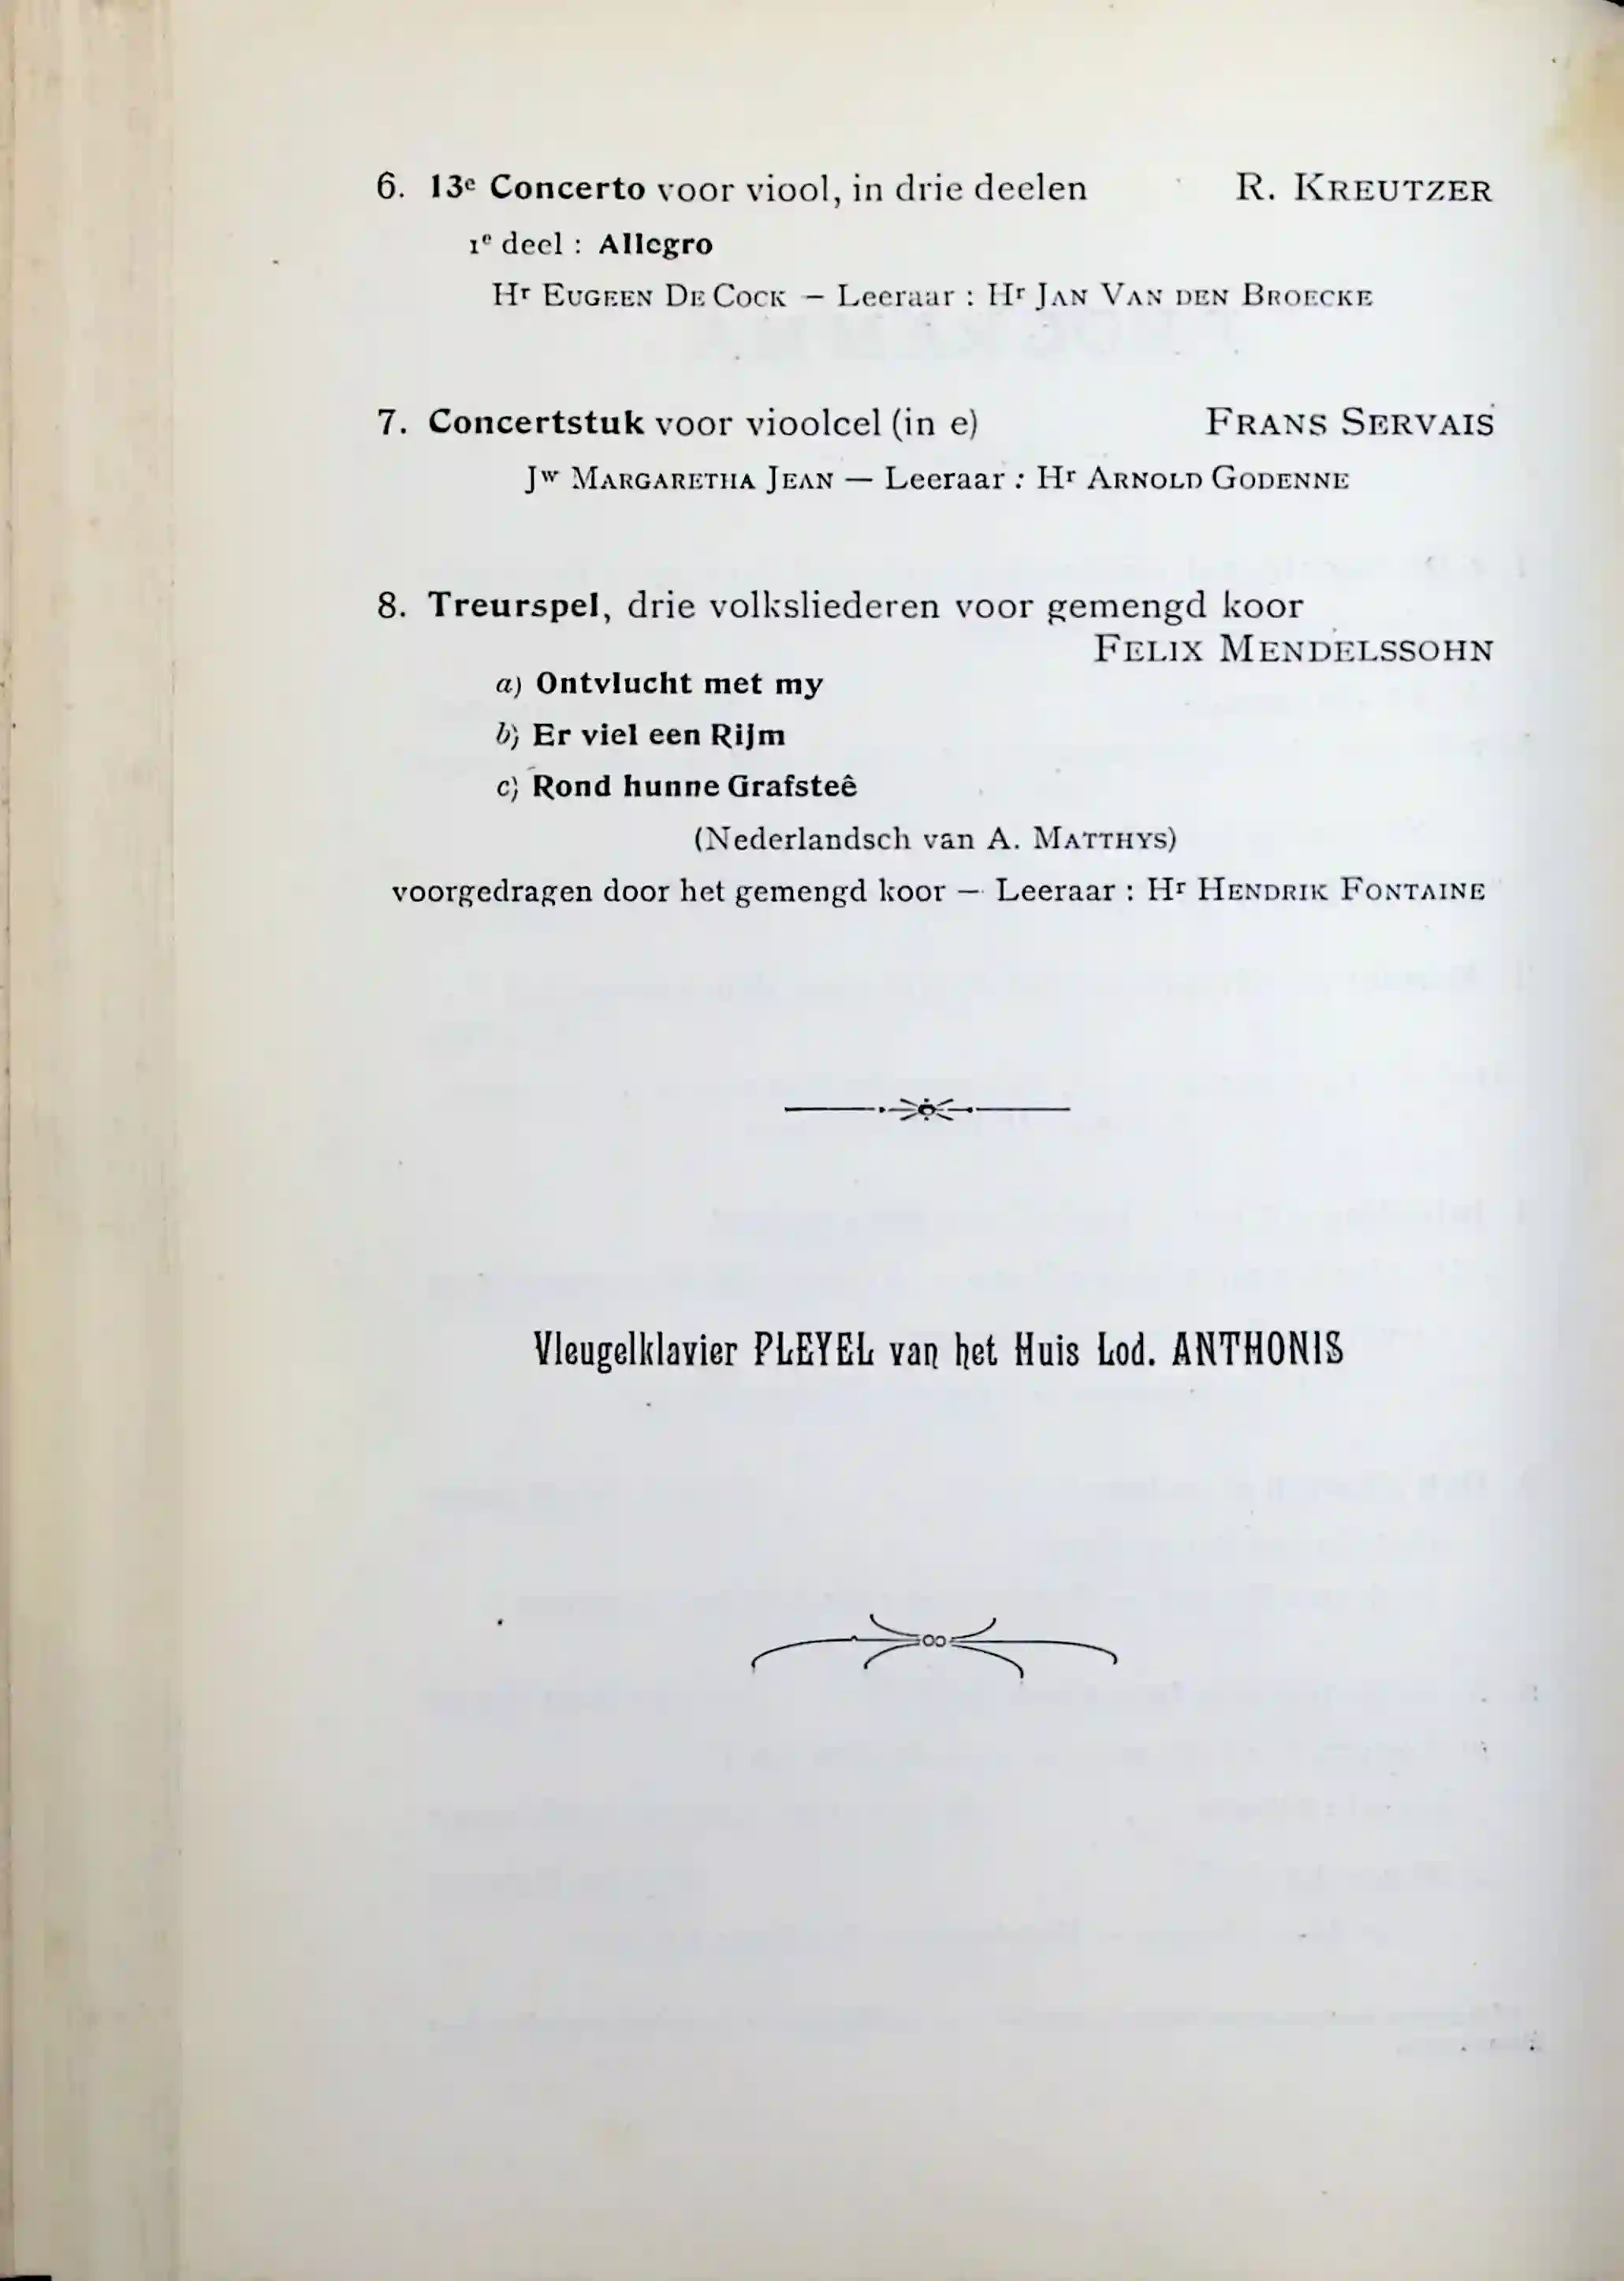 6. 13e Concerto voor viool, in drie deelen R. KREUTZER
1e deel : Allegro
Hr EUGEEN DE COCK — Leeraar : Hr JAN VAN DEN BROECKE
7. Concertstuk voor vioolcel (in e) FRANS SERVAIS
Jw MARGARETHA JEAN — Leeraar : Hr ARNOLD GODENNE
8. Treurspel, drie volksliederen voor gemengd koor
FELIX MENDELSSOHN
a) Ontvlucht met my
b) Er viel een Rijm
c) Rond hunne Grafsteê
(Nederlandsch van A. MATTHYS)
voorgedragen door het gemengd koor — Leeraar : Hr HENDRIK FONTAINE
Vleugelklavier PLEYEL van het Huis Lod. ANTHONIS